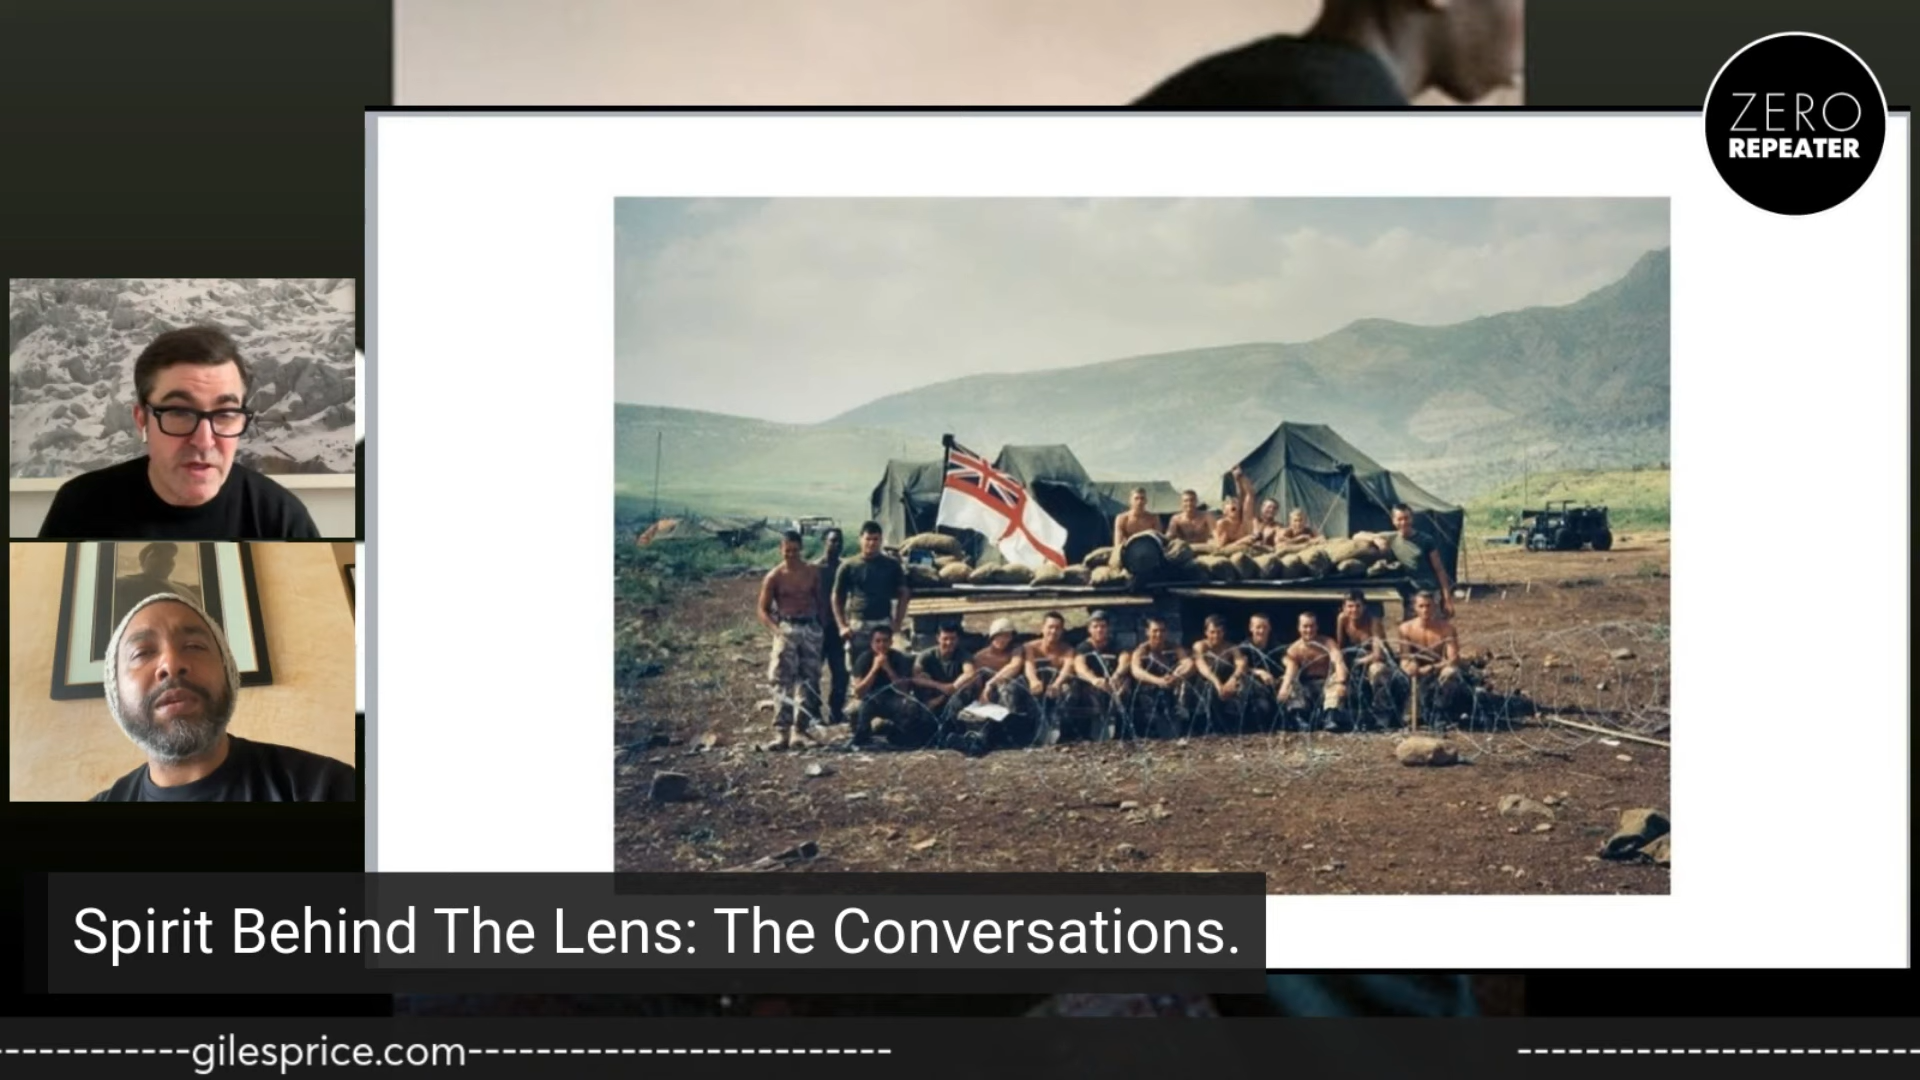 ZERO
REPEATER
Spirit Behind The Lens: The Conversations.
------------gilesprice.com--------------------------